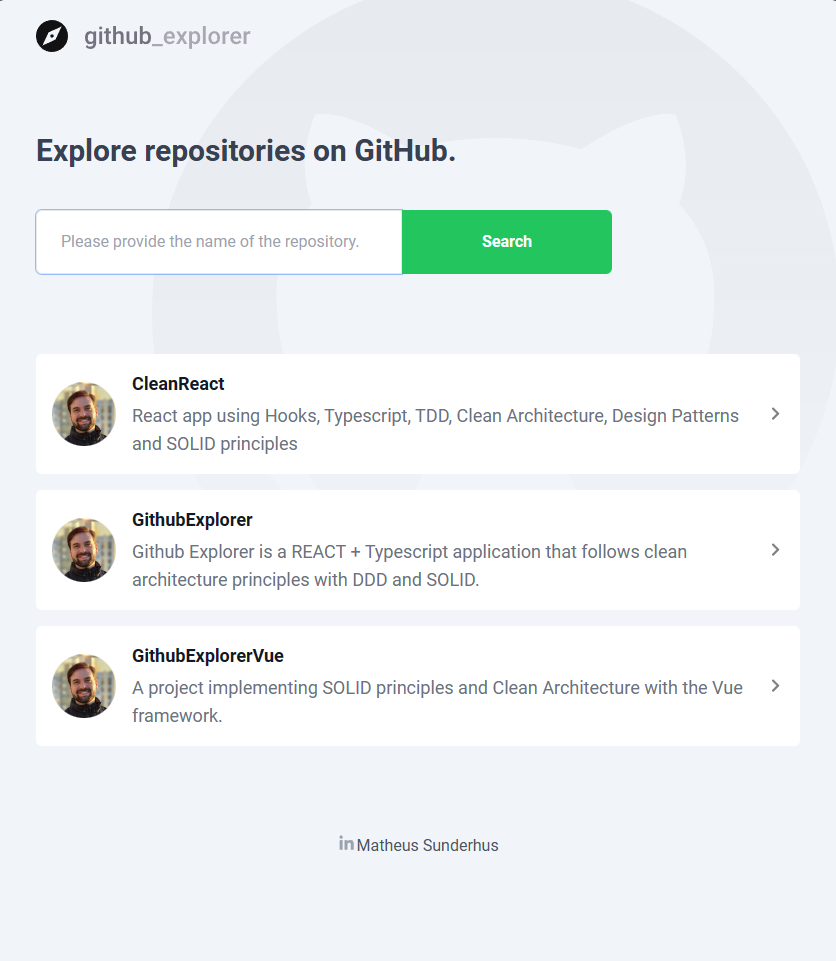 github_explorer
Explore repositories on GitHub.
Please provide the name of the repository.
Search
CleanReact
React app using Hooks, Typescript, TDD, Clean Architecture, Design Patterns
and SOLID principles
GithubExplorer
Github Explorer is a REACT + Typescript application that follows clean
architecture principles with DDD and SOLID.
GithubExplorerVue
A project implementing SOLID principles and Clean Architecture with the Vue
framework.
in Matheus Sunderhus